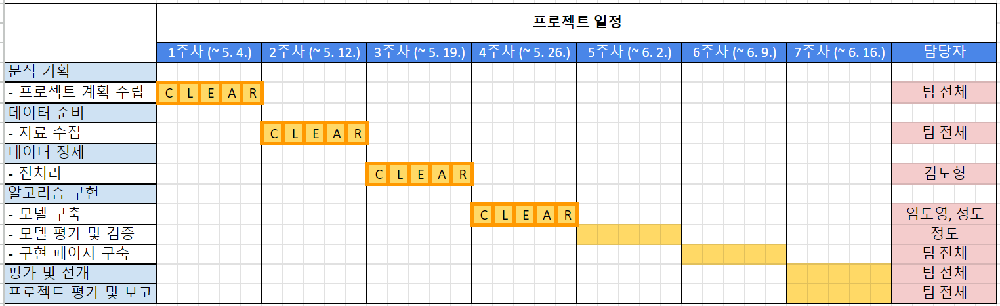 프로젝트 일정
1주차 (~ 5. 4.) 2주차 (~ 5. 12.) 3주차 (~ 5. 19.) 4주차 (~ 5. 26.) 5주차 (~ 6. 2.) 6주차 (~ 6. 9.) 7주차 (~ 6. 16.) 담당자
분석 기획
- 프로젝트 계획 수립 C L E A R 팀 전체
데이터 준비
- 자료 수집 C L E A R 팀 전체
데이터 정제
- 전처리 C L E A R 김도형
알고리즘 구현
- 모델 구축 C L E A R 임도영, 정도
- 모델 평가 및 검증 정도
- 구현 페이지 구축 팀 전체
평가 및 전개 팀 전체
프로젝트 평가 및 보고 팀 전체